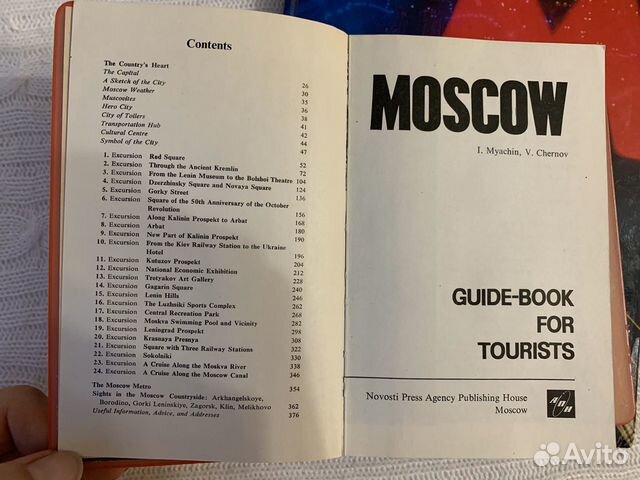 Contents
The Country's Heart
The Capital
A Sketch of the City 26
Moscow Weather 30
Muscovites 35
Hero City 36
City of Toilers 38
Transportation Hub 41
Cultural Centre 42
Symbol of the City 44
47
1. Excursion Red Square 52
2. Excursion Through the Ancient Kremlin 72
3. Excursion From the Lenin Museum to the Bolshoi Theatre 104
4. Excursion Dzerzhinsky Square and Novaya Square 124
5. Excursion Gorky Street 136
6. Excursion Square of the 50th Anniversary of the October
Revolution 156
7. Excursion Along Kalinin Prospekt to Arbat 168
8. Excursion Arbat 180
9. Excursion New Part of Kalinin Prospekt 190
10. Excursion From the Kiev Railway Station to the Ukraine
Hotel 196
11. Excursion Kutuzov Prospekt 204
12. Excursion National Economic Exhibition 212
13. Excursion Tretyakov Art Gallery 228
14. Excursion Gagarin Square 240
15. Excursion Lenin Hills 246
16. Excursion The Luzhniki Sports Complex 262
17. Excursion Central Recreation Park 268
18. Excursion Moskva Swimming Pool and Vicinity 282
19. Excursion Leningrad Prospekt 298
20. Excursion Krasnaya Presnya 310
21. Excursion Square with Three Railway Stations 322
22. Excursion Sokolniki 330
23. Excursion A Cruise Along the Moskva River 338
24. Excursion A Cruise Along the Moscow Canal 346
The Moscow Metro 354
Sights in the Moscow Countryside: Arkhangelskoye,
Borodino, Gorki Leninskiye, Zagorsk, Klin, Melikhovo 362
Useful Information, Advice, and Addresses 376
MOSCOW
I. Myachin, V. Chernov
GUIDE-BOOK
FOR
TOURISTS
Novosti Press Agency Publishing House
Moscow
АПН
Avito